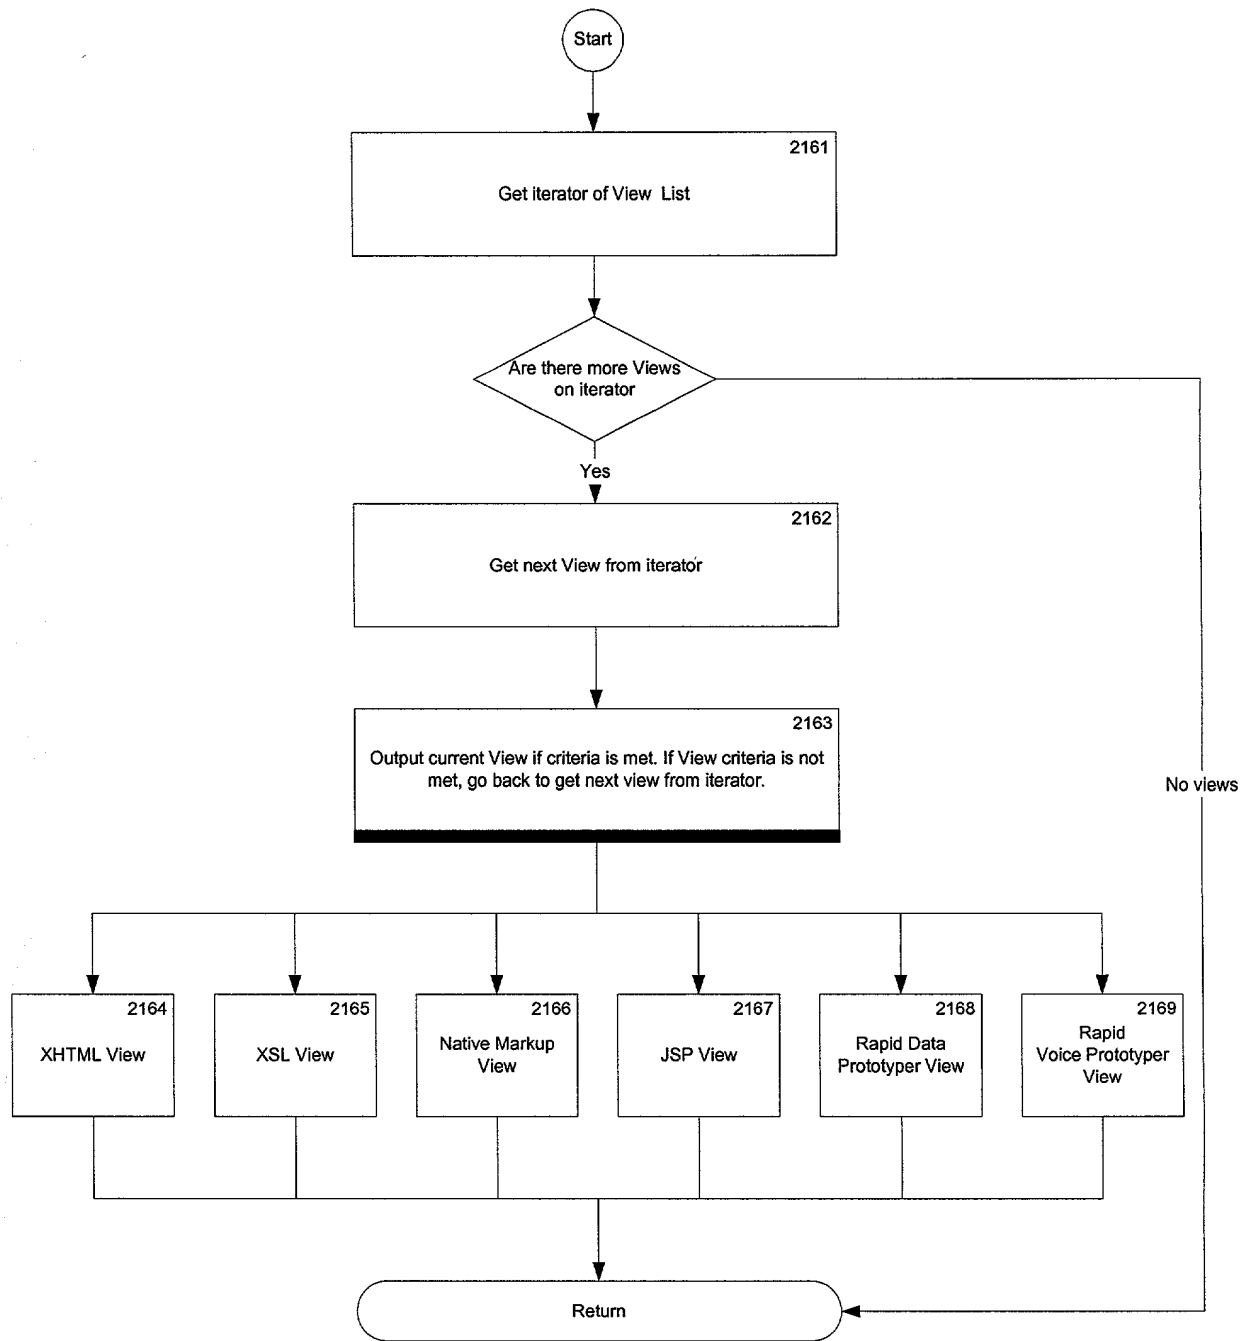 Start
2161
Get iterator of View List
Are there more Views
on iterator
Yes
2162
Get next View from iterator
2163
Output current View if criteria is met. If View criteria is not
met, go back to get next view from iterator.
No views
2164
XHTML View
2165
XSL View
2166
Native Markup
View
2167
JSP View
2168
Rapid Data
Prototyper View
2169
Rapid
Voice Prototyper
View
Return